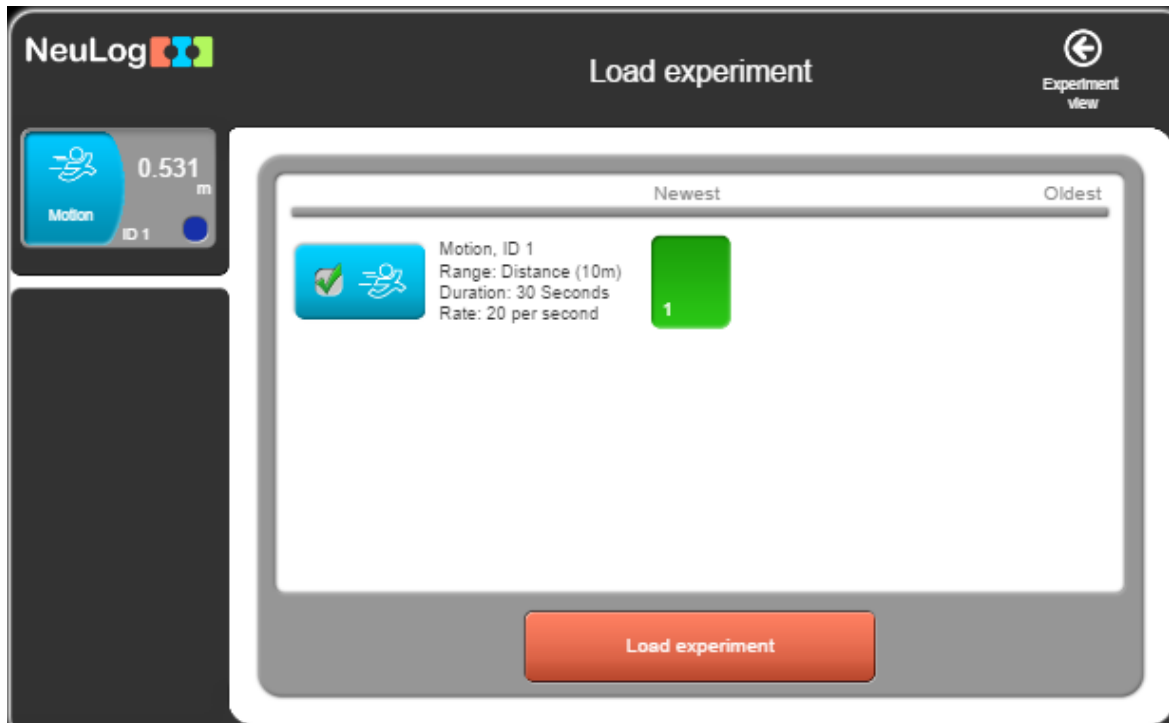 NeuLog
Load experiment
Experiment
view
0.531
m
Motion
ID 1
Newest
Oldest
Motion, ID 1
Range: Distance (10m)
Duration: 30 Seconds
Rate: 20 per second
1
Load experiment